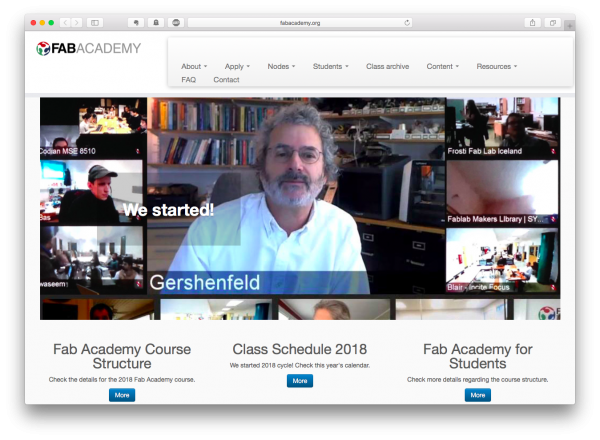 fabacademy.org
FABACADEMY
About Apply Nodes Students Class archive Content Resources
FAQ Contact
Codjan MSE 8510
Frosti Fab Lab Iceland
Bas
We started!
Fablab Makers Library | SY...
waseem
Gershenfeld
Blair - Incite Focus
Fab Academy Course
Structure
Check the details for the 2018 Fab Academy course.
More
Class Schedule 2018
We started 2018 cycle! Check this year's calendar.
More
Fab Academy for
Students
Check more details regarding the course structure.
More